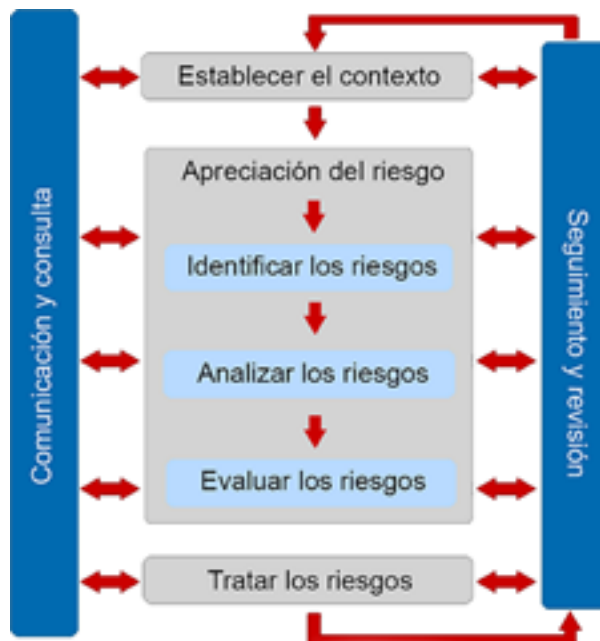 Comunicación y consulta
Establecer el contexto
Apreciación del riesgo
Identificar los riesgos
Analizar los riesgos
Evaluar los riesgos
Tratar los riesgos
Seguimiento y revisión